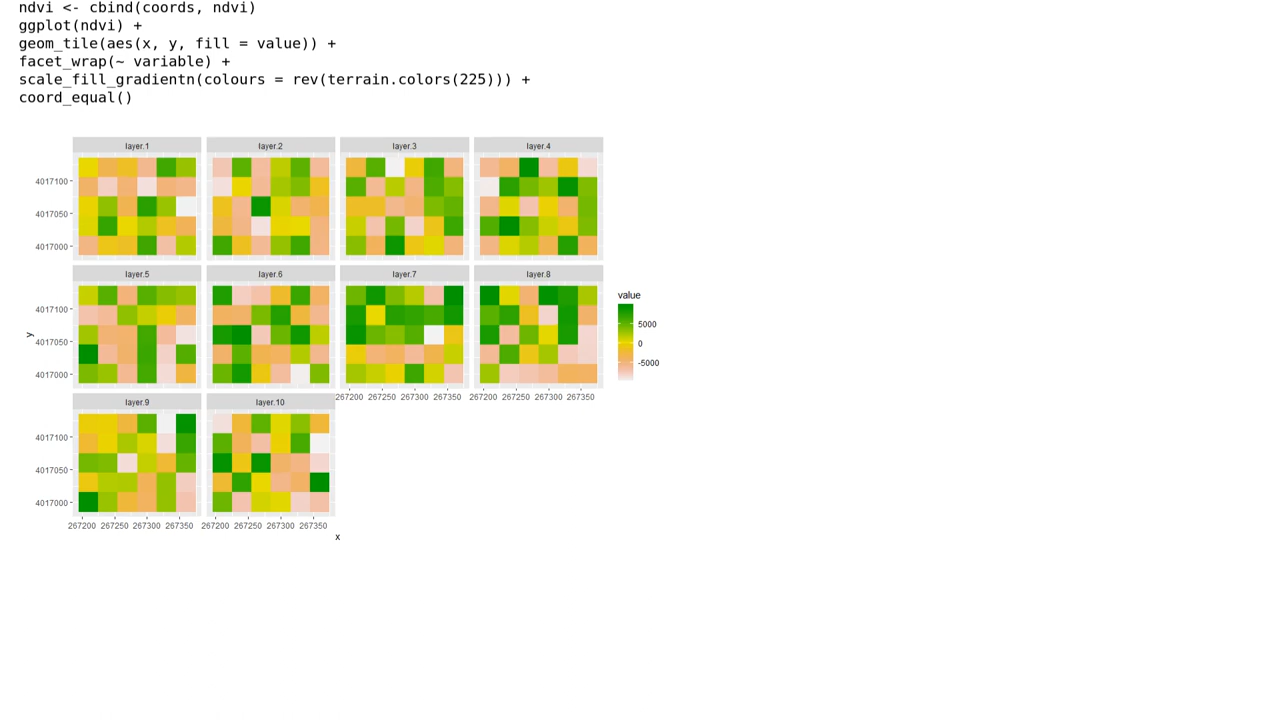 ndvi <- cbind(coords, ndvi)
ggplot(ndvi) +
geom_tile(aes(x, y, fill = value)) +
facet_wrap(~ variable) +
scale_fill_gradientn(colours = rev(terrain.colors(225))) +
coord_equal()
layer.1 layer.2 layer.3 layer.4
4017100
4017050
4017000
layer.5 layer.6 layer.7 layer.8
value
5000
0
-5000
4017100
y
4017050
4017000
267200 267250 267300 267350 267200 267250 267300 267350
layer.9 layer.10
4017100
4017050
4017000
267200 267250 267300 267350 267200 267250 267300 267350
x